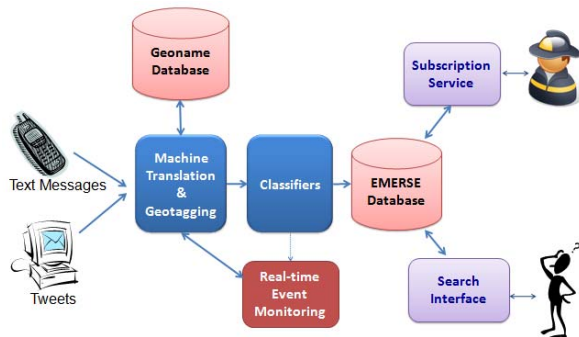 Geoname
Database
Subscription
Service
Text Messages
Machine
Translation
&
Geotagging
Classifiers
EMERSE
Database
Tweets
Real-time
Event
Monitoring
Search
Interface
?